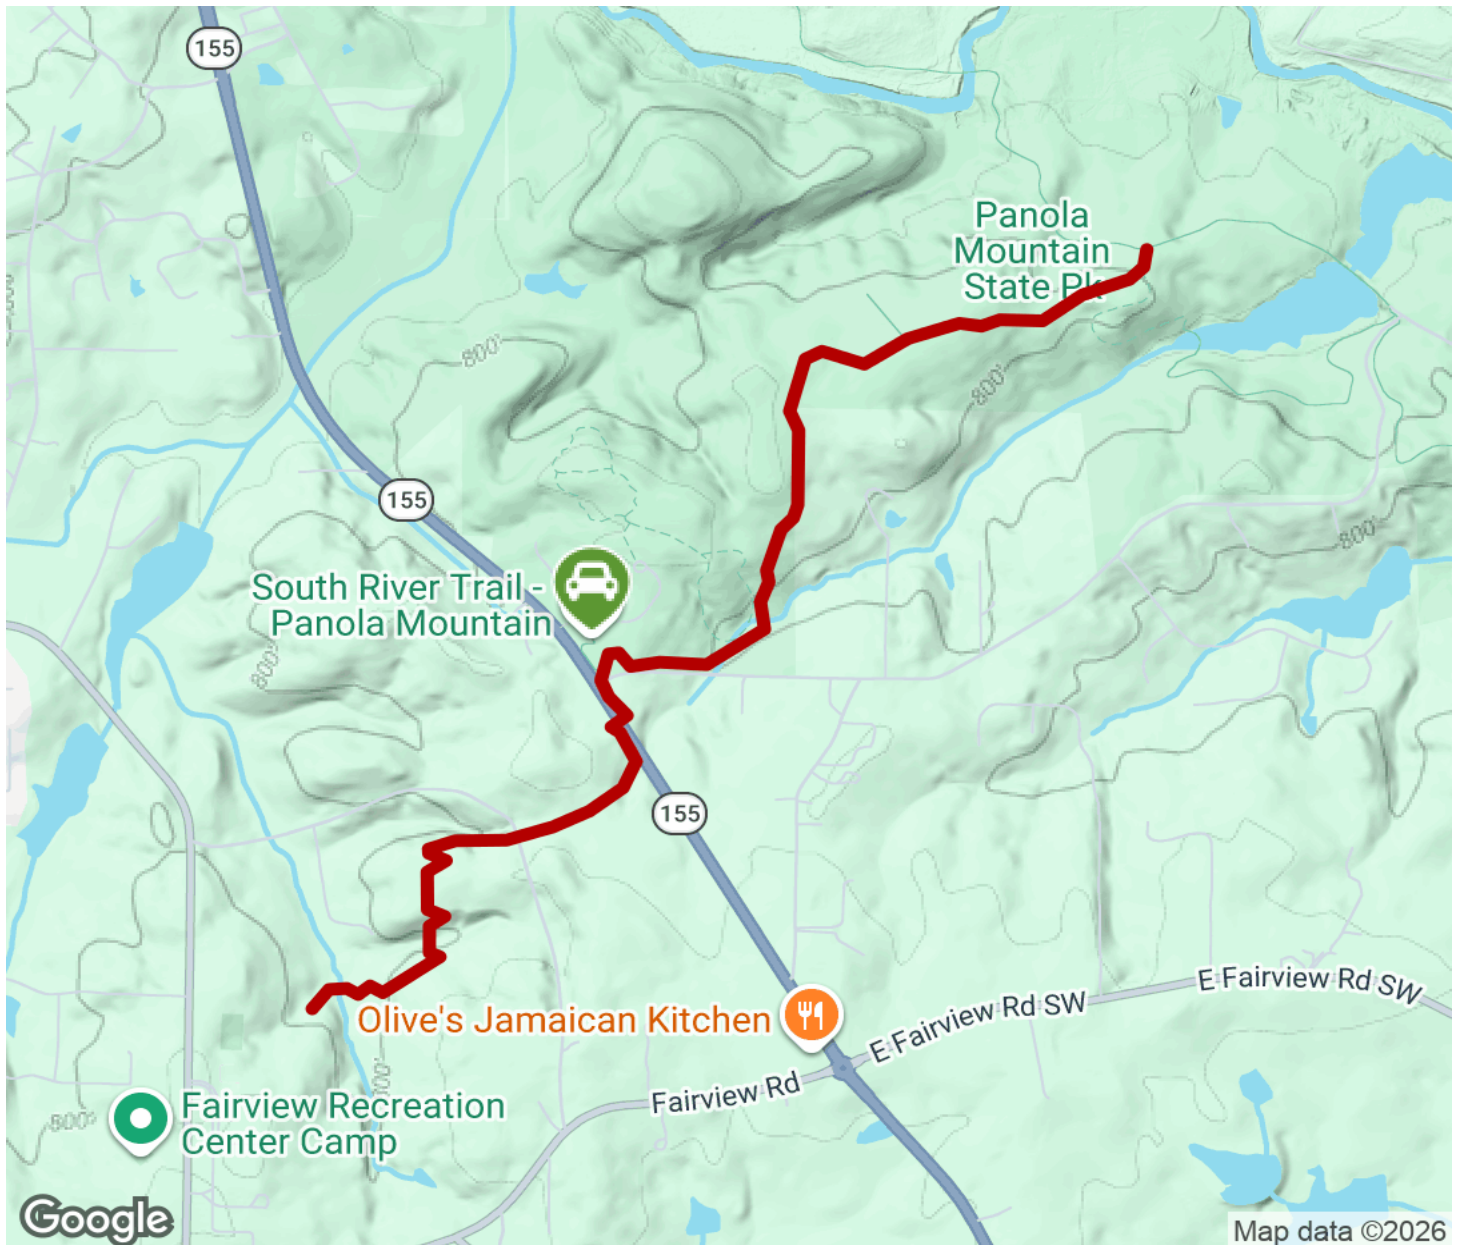 155
Panola
Mountain
State Pk
800'
800'
155
800'
South River Trail -
Panola Mountain
800'
155
E Fairview Rd SW
E Fairview Rd SW
Olive's Jamaican Kitchen
Fairview Rd
800'
Fairview Recreation
Center Camp
Google
Map data ©2026